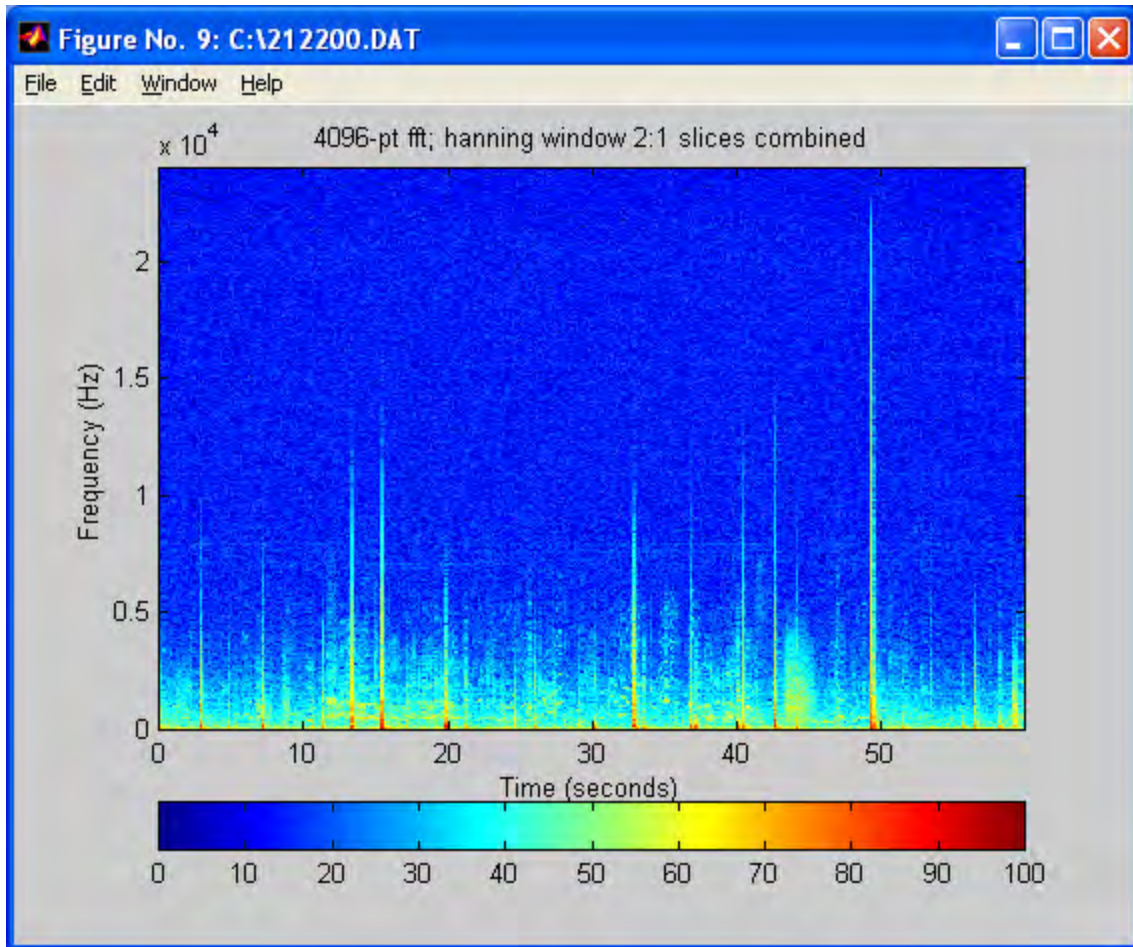 Figure No. 9: C:\212200.DAT
File Edit Window Help
x 10^4
4096-pt fft; hanning window 2:1 slices combined
2
1.5
1
0.5
0
Frequency (Hz)
0 10 20 30 40 50
Time (seconds)
0 10 20 30 40 50 60 70 80 90 100